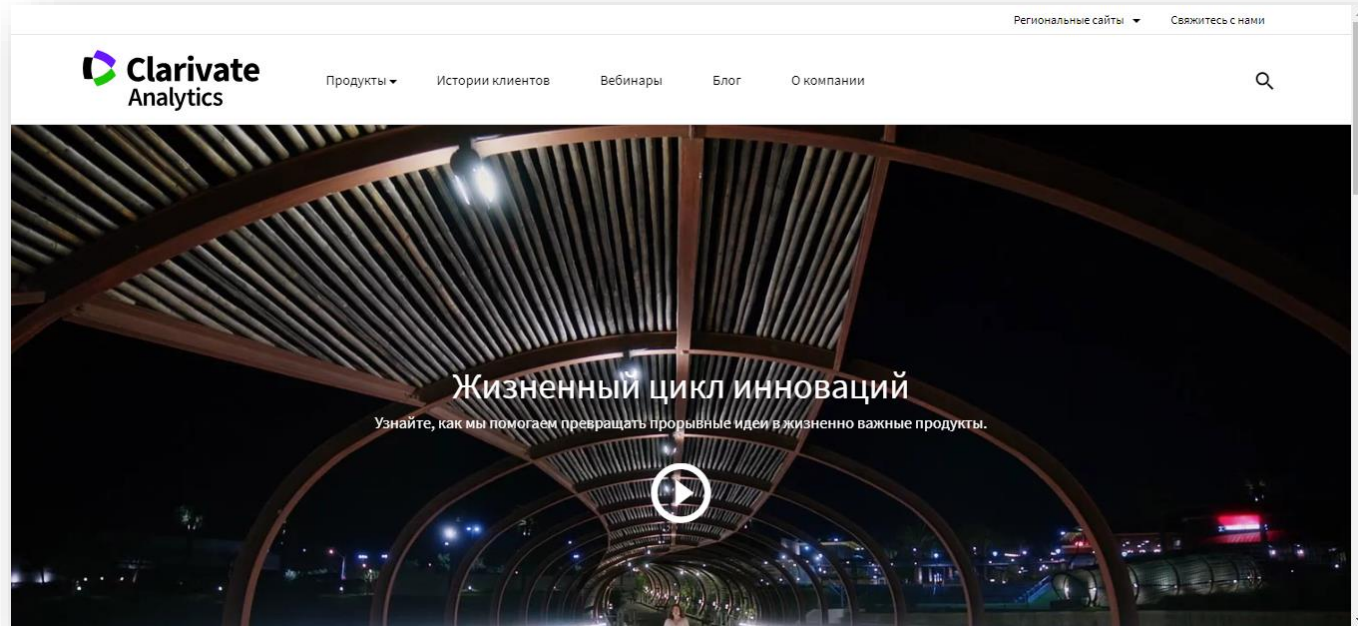 Региональные сайты
Свяжитесь с нами
Clarivate
Analytics
Продукты
Истории клиентов
Вебинары
Блог
О компании
Жизненный цикл инноваций
Узнайте, как мы помогаем превращать прорывные идеи в жизненно важные продукты.